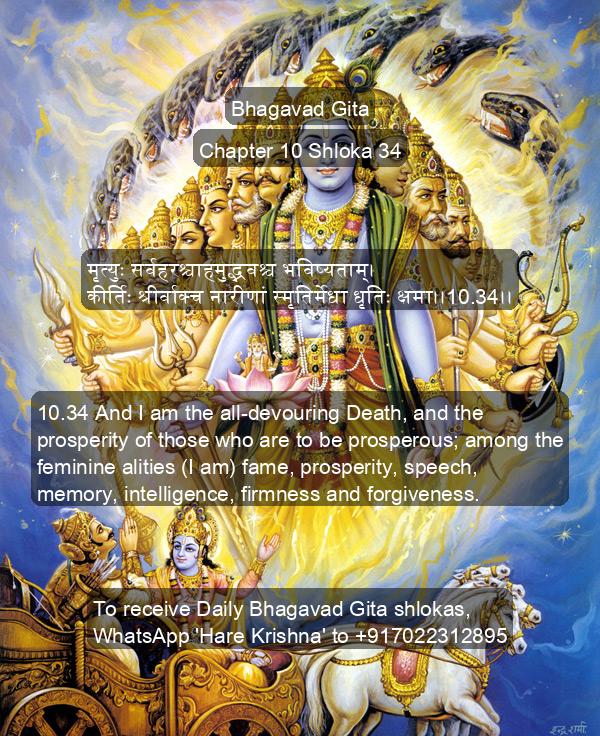 Bhagavad Gita
Chapter 10 Shloka 34
मृत्युः सर्वहरश्चाहमुद्भवश्च भविष्यताम्।
कीर्तिः श्रीर्वाक्च नारीणां स्मृतिर्मेधा धृतिः क्षमा।।10.34।।
10.34 And I am the all-devouring Death, and the
prosperity of those who are to be prosperous; among the
feminine alities (I am) fame, prosperity, speech,
memory, intelligence, firmness and forgiveness.
To receive Daily Bhagavad Gita shlokas,
WhatsApp 'Hare Krishna' to +917022312895
इन्द्र शर्मा